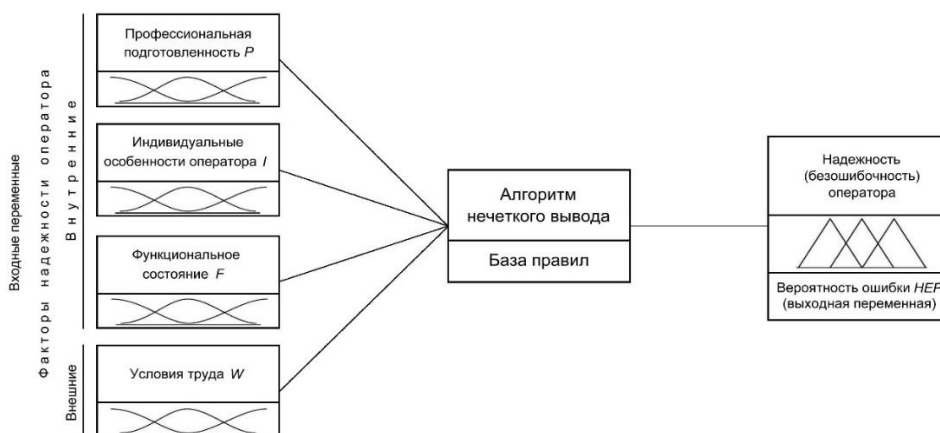 Входные переменные
Факторы надежности оператора
Внутренние
Внешние
Профессиональная
подготовленность P
Индивидуальные
особенности оператора I
Функциональное
состояние F
Условия труда W
Алгоритм
нечеткого вывода
База правил
Надежность
(безошибочность)
оператора
Вероятность ошибки HEP
(выходная переменная)